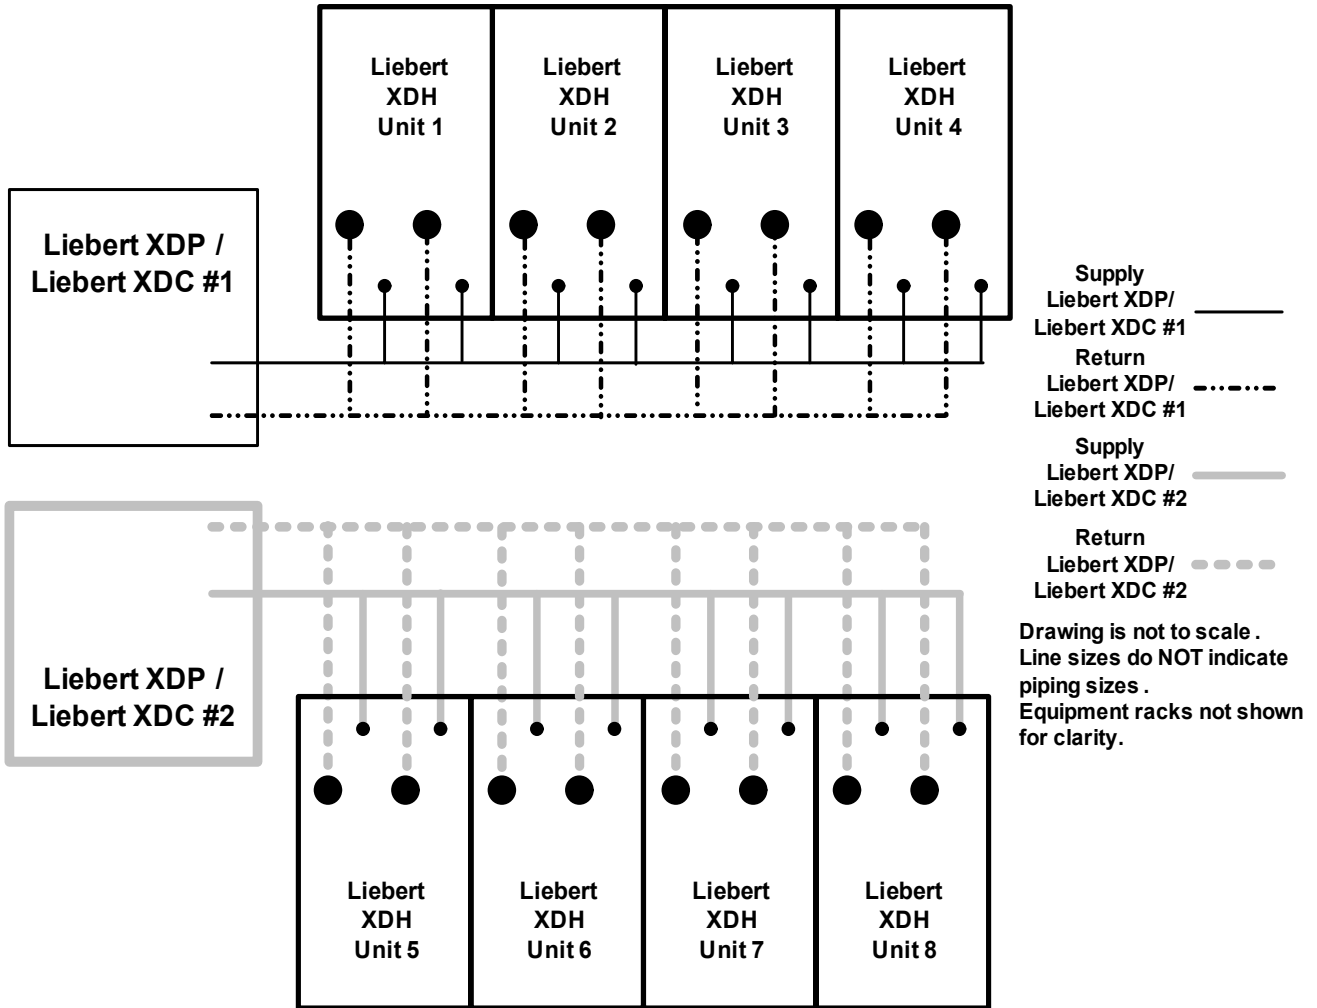 Liebert
XDH
Unit 1
Liebert
XDH
Unit 2
Liebert
XDH
Unit 3
Liebert
XDH
Unit 4
Liebert XDP /
Liebert XDC #1
Supply
Liebert XDP/
Liebert XDC #1
Return
Liebert XDP/
Liebert XDC #1
Supply
Liebert XDP/
Liebert XDC #2
Return
Liebert XDP/
Liebert XDC #2
Drawing is not to scale .
Line sizes do NOT indicate
piping sizes .
Equipment racks not shown
for clarity.
Liebert XDP /
Liebert XDC #2
Liebert
XDH
Unit 5
Liebert
XDH
Unit 6
Liebert
XDH
Unit 7
Liebert
XDH
Unit 8